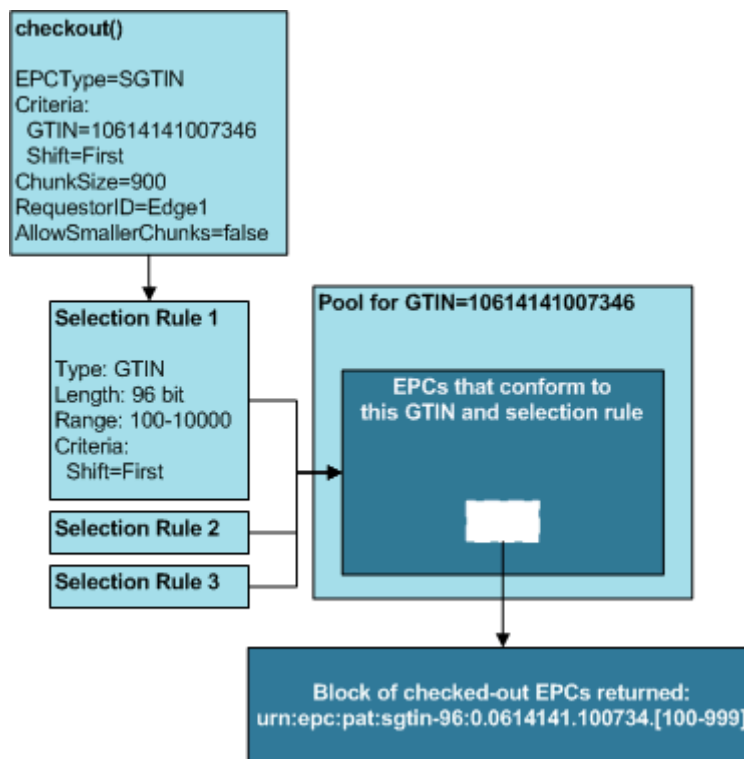 checkout()
EPCType=SGTIN
Criteria:
GTIN=10614141007346
Shift=First
ChunkSize=900
RequestorID=Edge1
AllowSmallerChunks=false
Selection Rule 1
Type: GTIN
Length: 96 bit
Range: 100-10000
Criteria:
Shift=First
Selection Rule 2
Selection Rule 3
Pool for GTIN=10614141007346
EPCs that conform to
this GTIN and selection rule
Block of checked-out EPCs returned:
urn:epc:pat:sgtin-96:0.0614141.100734.[100-999]